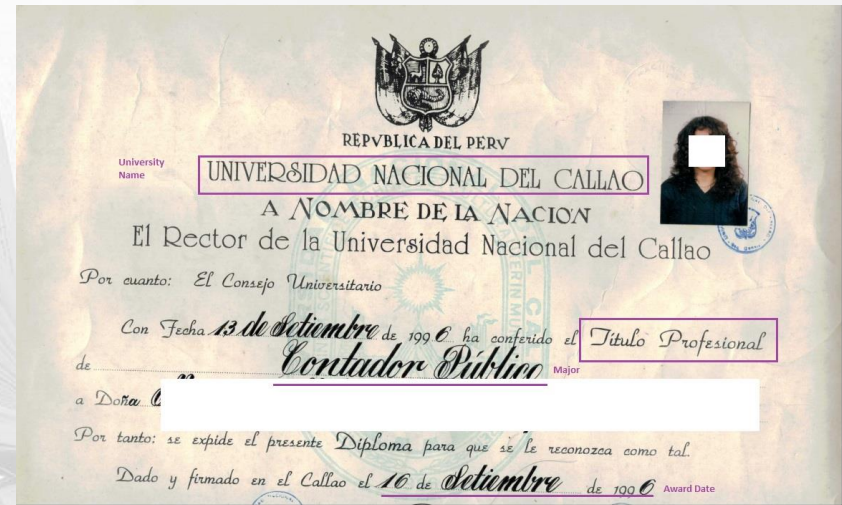 REPVBLICA DEL PERV
University
Name
UNIVERSIDAD NACIONAL DEL CALLAO
A NOMBRE DE LA NACION
El Rector de la Universidad Nacional del Callao
Por cuanto: El Consejo Universitario
Con Fecha 13 de Setiembre de 1996 ha conferido el Título Profesional
de Contador Público Major
a Doña
Por tanto: se expide el presente Diploma para que se le reconozca como tal.
Dado y firmado en el Callao el 16 de Setiembre de 1996 Award Date